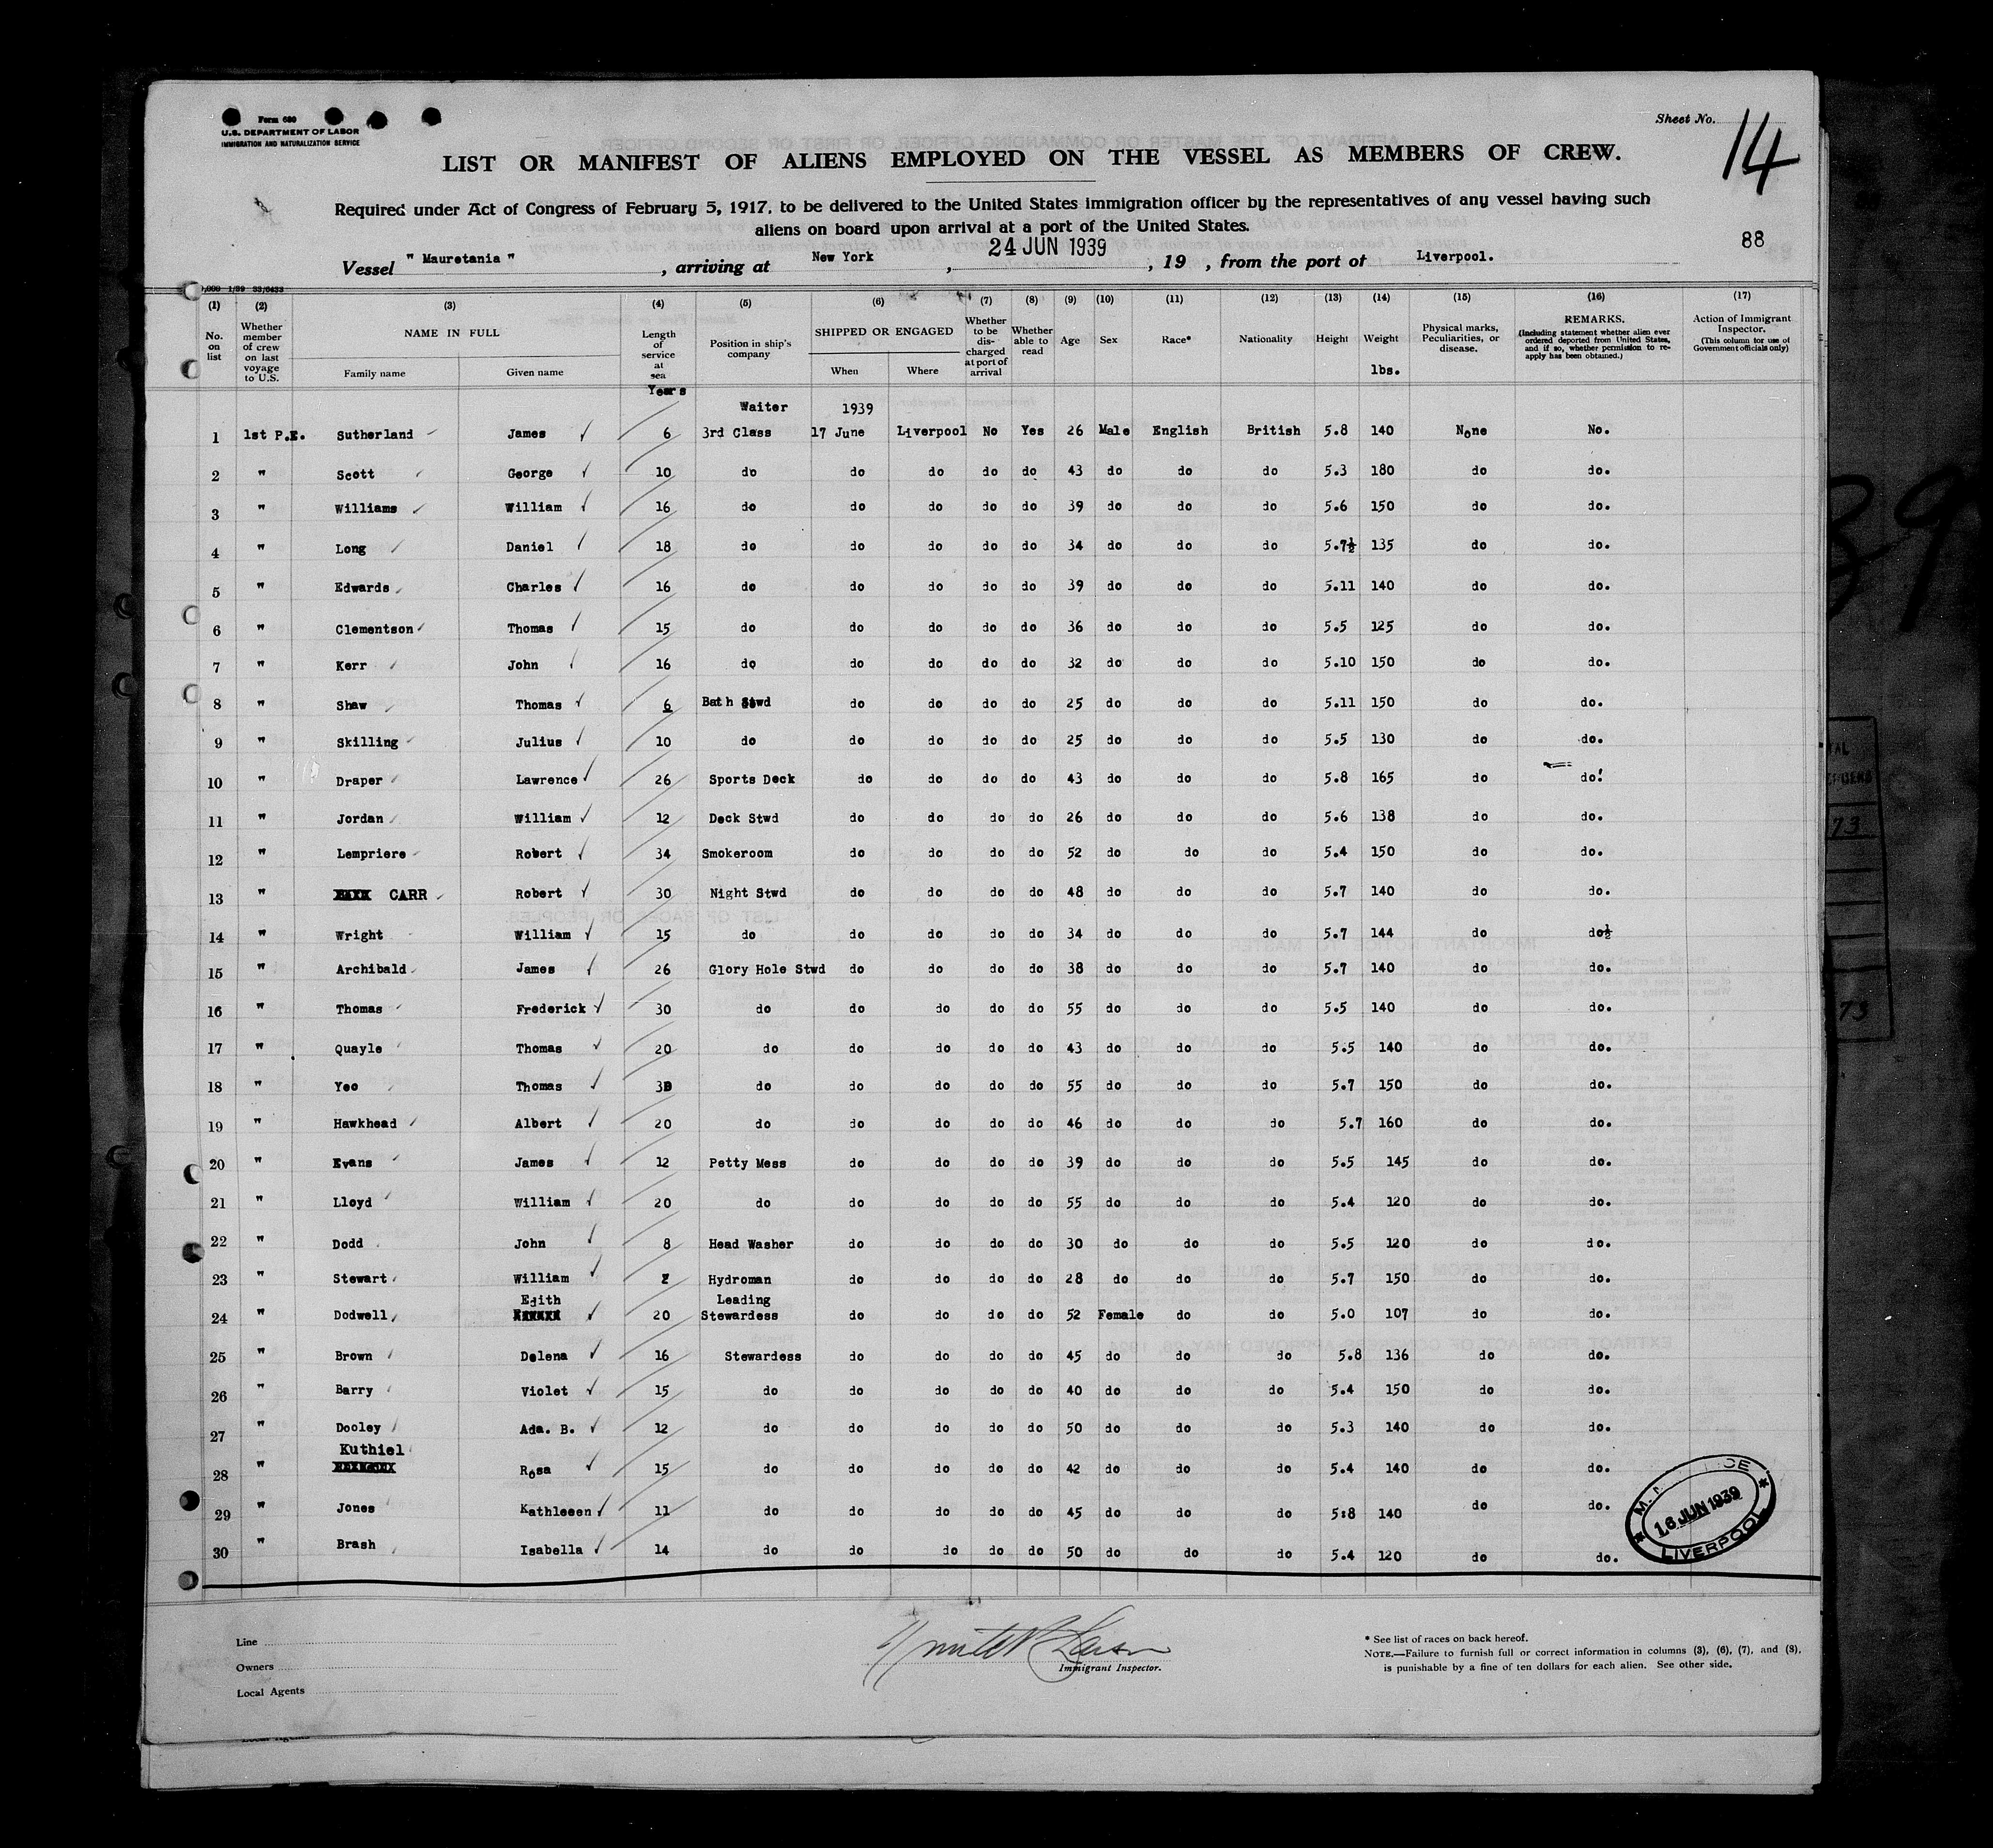 Form 680
U.S. DEPARTMENT OF LABOR
IMMIGRATION AND NATURALIZATION SERVICE
Sheet No. 14
LIST OR MANIFEST OF ALIENS EMPLOYED ON THE VESSEL AS MEMBERS OF CREW.
Required under Act of Congress of February 5, 1917, to be delivered to the United States immigration officer by the representatives of any vessel having such
aliens on board upon arrival at a port of the United States.
88
Vessel " Mauretania ", arriving at New York, 24 JUN 1939, 19 , from the port of Liverpool.
(1) (2) (3) (4) (5) (6) (7) (8) (9) (10) (11) (12) (13) (14) (15) (16) (17)
No. on list
Whether member of crew on last voyage to U.S.
NAME IN FULL
Family name Given name
Length of service at sea
Years
Position in ship's company
SHIPPED OR ENGAGED
When Where
Whether to be discharged at port of arrival
Whether able to read
Age Sex Race* Nationality Height Weight lbs.
Physical marks, Peculiarities, or disease.
REMARKS.
(Including statement whether alien ever ordered deported from United States, and if so, whether permission to re-apply has been obtained.)
Action of Immigrant Inspector.
(This column for use of Government officials only)
Waiter 1939
1 1st P.E. Sutherland James 6 3rd Class 17 June Liverpool No Yes 26 Male English British 5.8 140 None No.
2 " Scott George 10 do do do do do 43 do do do 5.3 180 do do.
3 " Williams William 16 do do do do do 39 do do do 5.6 150 do do.
4 " Long Daniel 18 do do do do do 34 do do do 5.7½ 135 do do.
5 " Edwards Charles 16 do do do do do 39 do do do 5.11 140 do do.
6 " Clementson Thomas 15 do do do do do 36 do do do 5.5 125 do do.
7 " Kerr John 16 do do do do do 32 do do do 5.10 150 do do.
8 " Shaw Thomas 6 Bath Stwd do do do do 25 do do do 5.11 150 do do.
9 " Skilling Julius 10 do do do do do 25 do do do 5.5 130 do do.
10 " Draper Lawrence 26 Sports Deck do do do do 43 do do do 5.8 165 do do!
11 " Jordan William 12 Deck Stwd do do do do 26 do do do 5.6 138 do do.
12 " Lempriere Robert 34 Smokeroom do do do do 52 do do do 5.4 150 do do.
13 " CARR Robert 30 Night Stwd do do do do 48 do do do 5.7 140 do do.
14 " Wright William 15 do do do do do 34 do do do 5.7 144 do do½
15 " Archibald James 26 Glory Hole Stwd do do do do 38 do do do 5.7 140 do do.
16 " Thomas Frederick 30 do do do do do 55 do do do 5.5 140 do do.
17 " Quayle Thomas 20 do do do do do 43 do do do 5.5 140 do do.
18 " Yeo Thomas do do do do do 55 do do do 5.7 150 do do.
19 " Hawkhead Albert 20 do do do do do 46 do do do 5.7 160 do do.
20 " Evans James 12 Petty Mess do do do do 39 do do do 5.5 145 do do.
21 " Lloyd William 20 do do do do do 55 do do do 5.4 120 do do.
22 " Dodd John 8 Head Washer do do do do 30 do do do 5.5 120 do do.
23 " Stewart William Hydroman do do do do 28 do do do 5.7 150 do do.
Edith Leading
24 " Dodwell 20 Stewardess do do do do 52 Female do do 5.0 107 do do.
25 " Brown Delena 16 Stewardess do do do do 45 do do do 5.8 136 do do.
26 " Barry Violet 15 do do do do do 40 do do do 5.4 150 do do.
27 " Dooley Ada. B. 12 do do do do do 50 do do do 5.3 140 do do.
Kuthiel
28 " Rosa 15 do do do do do 42 do do do 5.4 140 do do.
29 " Jones Kathleeen 11 do do do do do 45 do do do 5:8 140 do do.
30 " Brash Isabella 14 do do do do do 50 do do do 5.4 120 do do.
16 JUN 1939
LIVERPOOL
Line
Owners
Local Agents
Immigrant Inspector.
* See list of races on back hereof.
NOTE.—Failure to furnish full or correct information in columns (3), (6), (7), and (8),
is punishable by a fine of ten dollars for each alien. See other side.